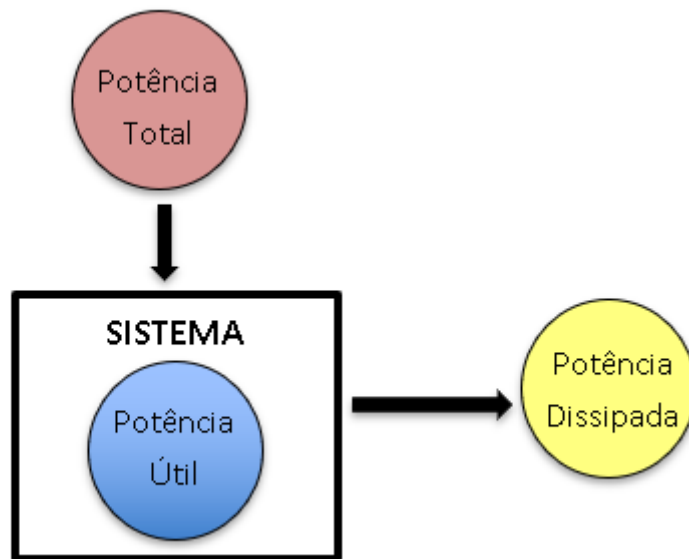 Potência
Total
SISTEMA
Potência
Útil
Potência
Dissipada